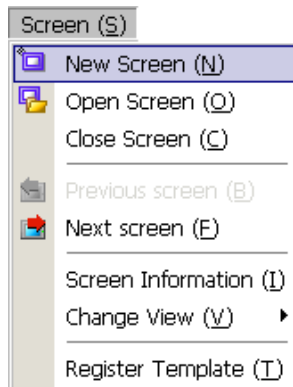 Screen (S)
New Screen (N)
Open Screen (O)
Close Screen (C)
Previous screen (B)
Next screen (F)
Screen Information (I)
Change View (V)
Register Template (T)